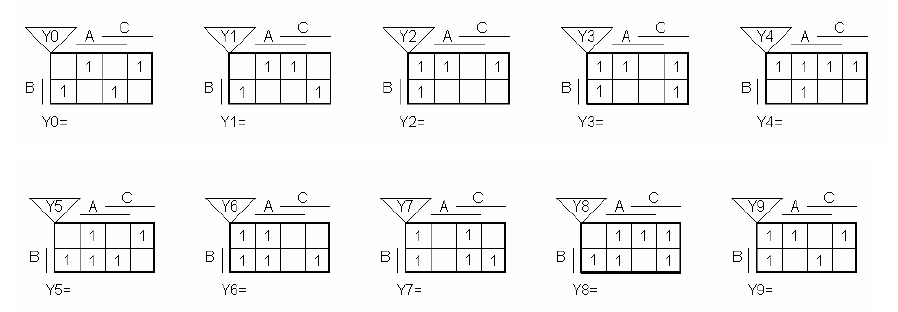 C C C C C
Y0 A Y1 A Y2 A Y3 A Y4 A
1 1 1 1 1 1 1 1 1 1 1 1 1 1
B 1 1 B 1 1 B 1 B 1 1 B 1
Y0= Y1= Y2= Y3= Y4=
C C C C C
Y5 A Y6 A Y7 A Y8 A Y9 A
1 1 1 1 1 1 1 1 1 1 1 1
B 1 1 1 B 1 1 1 B 1 1 1 B 1 1 1 B 1 1
Y5= Y6= Y7= Y8= Y9=